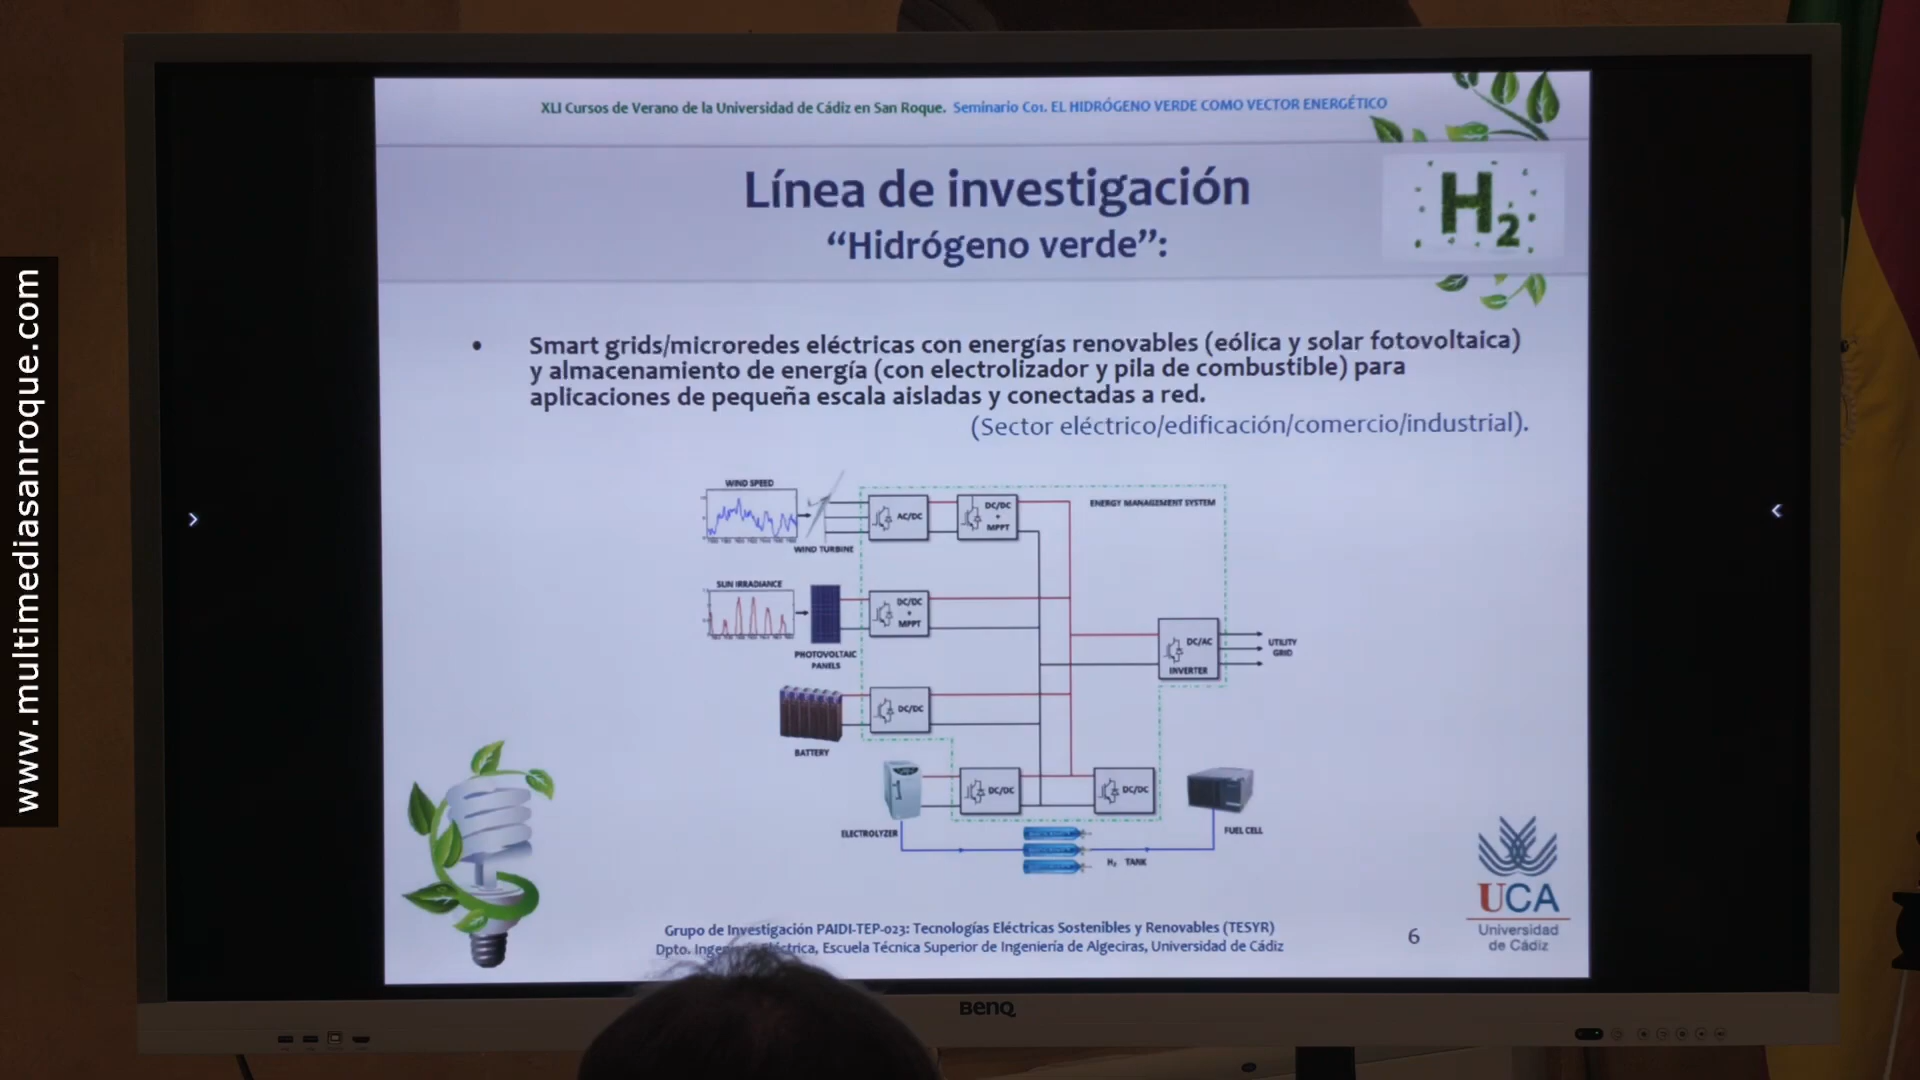 www.multimediasanroque.com
XLI Cursos de Verano de la Universidad de Cádiz en San Roque. Seminario C01. EL HIDRÓGENO VERDE COMO VECTOR ENERGÉTICO
Línea de investigación
“Hidrógeno verde”:
H2
• Smart grids/microredes eléctricas con energías renovables (eólica y solar fotovoltaica)
y almacenamiento de energía (con electrolizador y pila de combustible) para
aplicaciones de pequeña escala aisladas y conectadas a red.
(Sector eléctrico/edificación/comercio/industrial).
WIND SPEED
WIND TURBINE
AC/DC
DC/DC
+
MPPT
ENERGY MANAGEMENT SYSTEM
SUN IRRADIANCE
PHOTOVOLTAIC
PANELS
DC/DC
+
MPPT
DC/AC
INVERTER
UTILITY
GRID
BATTERY
DC/DC
ELECTROLYZER
DC/DC
DC/DC
FUEL CELL
H2 TANK
Grupo de Investigación PAIDI-TEP-023: Tecnologías Eléctricas Sostenibles y Renovables (TESYR)
Dpto. Eléctrica, Escuela Técnica Superior de Ingeniería de Algeciras, Universidad de Cádiz
6
UCA
Universidad
de Cádiz
BenQ